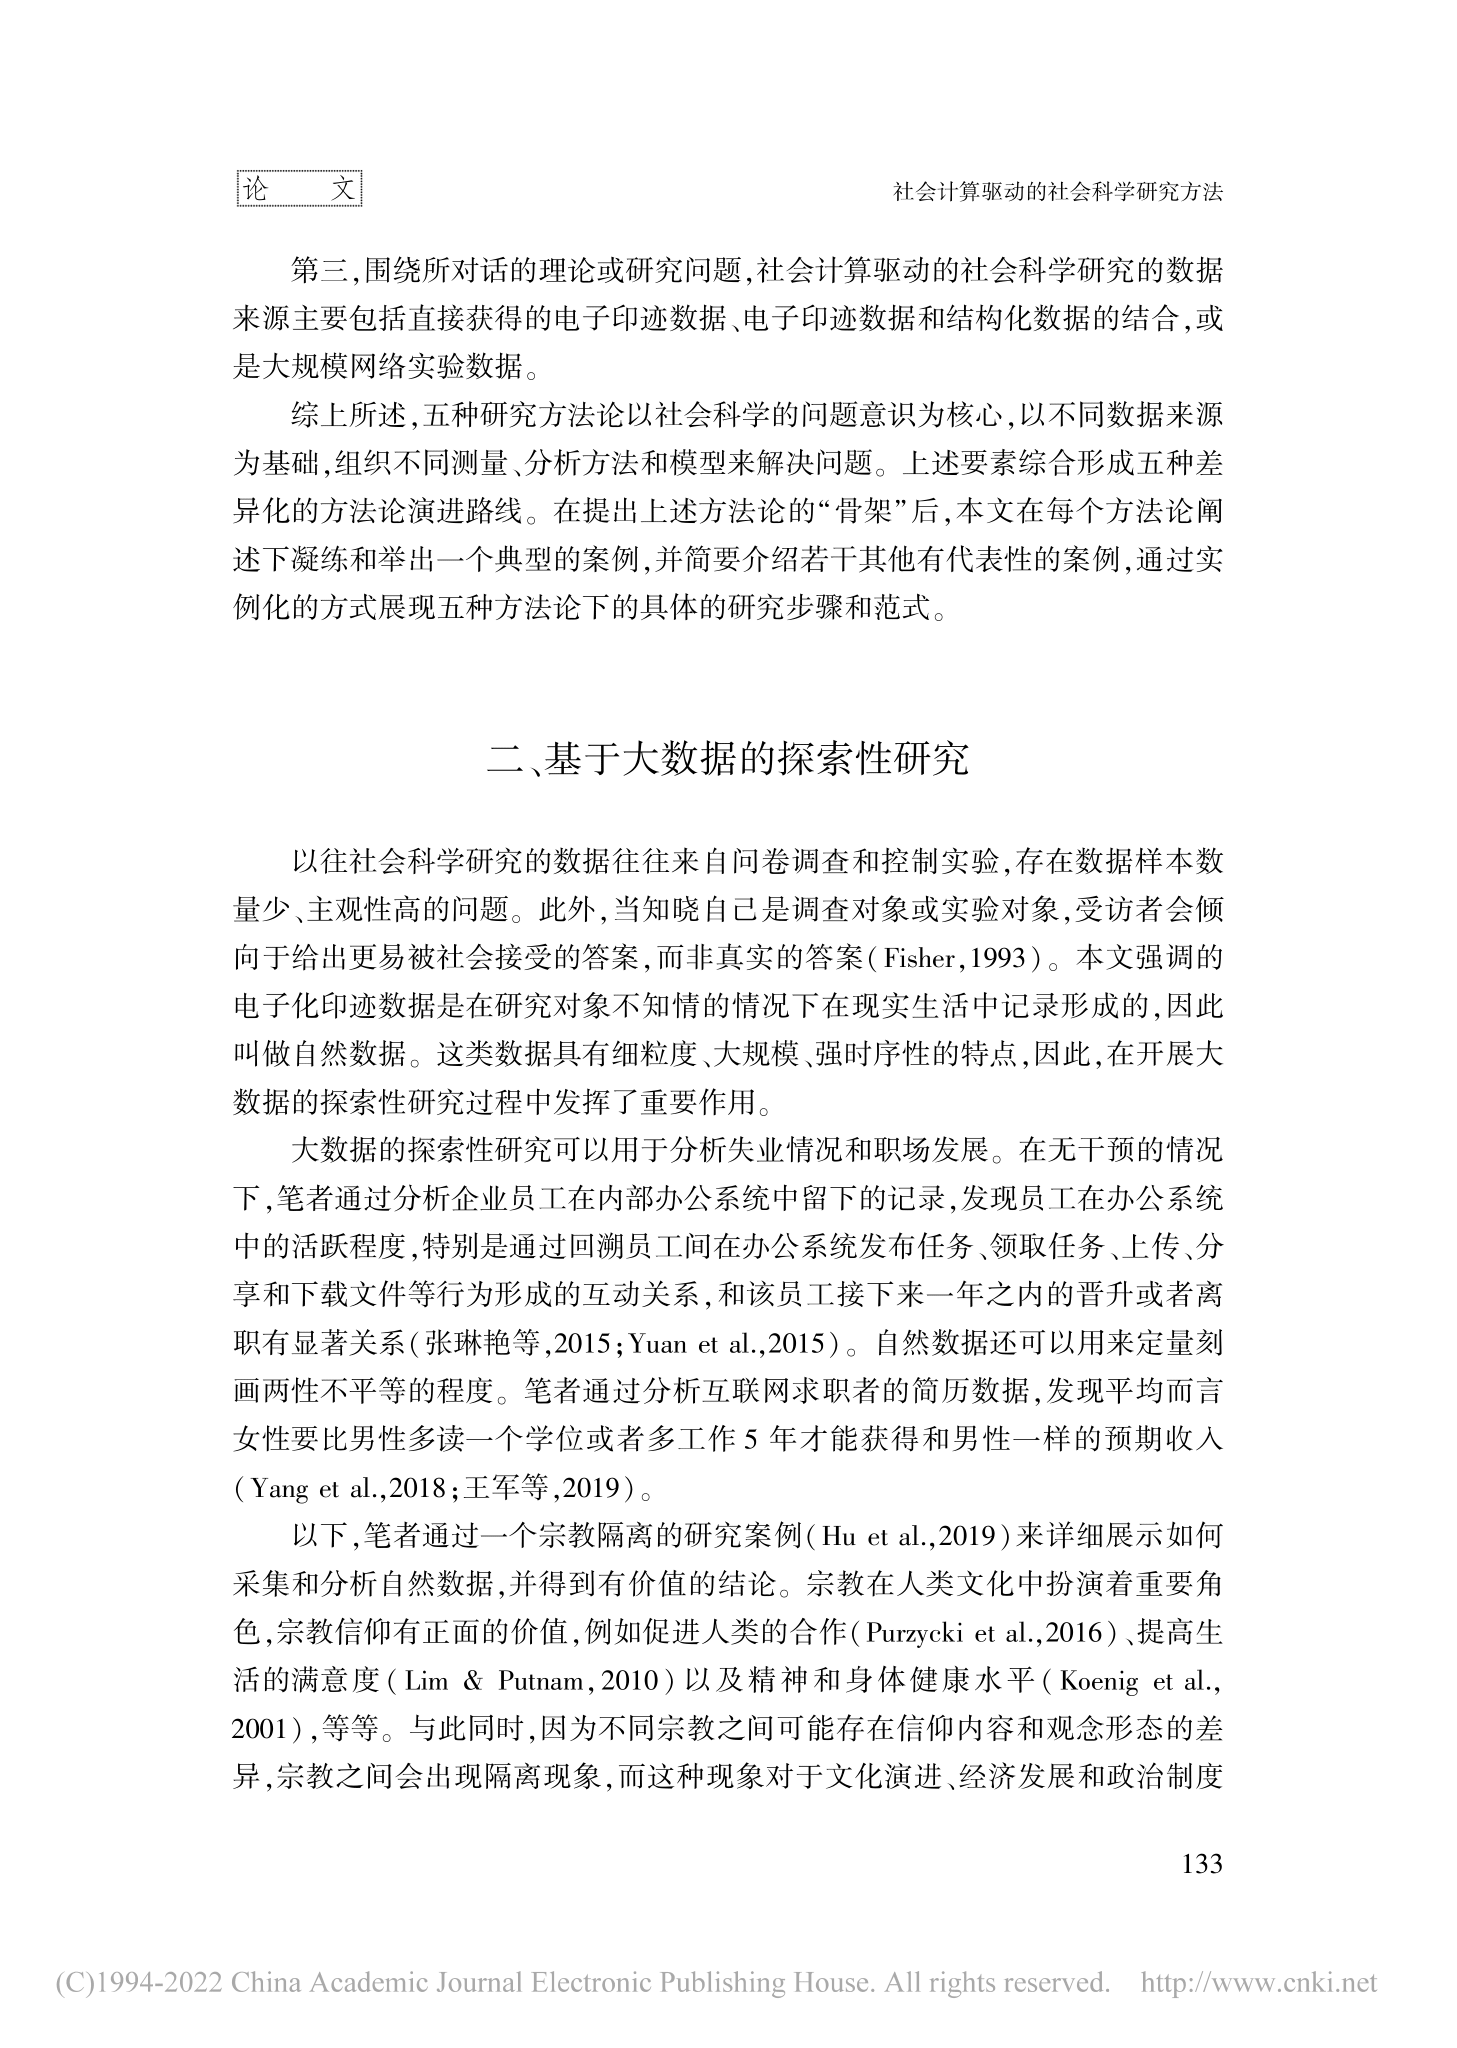 论 文
社会计算驱动的社会科学研究方法
第三,围绕所对话的理论或研究问题,社会计算驱动的社会科学研究的数据
来源主要包括直接获得的电子印迹数据、电子印迹数据和结构化数据的结合,或
是大规模网络实验数据。
综上所述,五种研究方法论以社会科学的问题意识为核心,以不同数据来源
为基础,组织不同测量、分析方法和模型来解决问题。上述要素综合形成五种差
异化的方法论演进路线。在提出上述方法论的“骨架”后,本文在每个方法论阐
述下凝练和举出一个典型的案例,并简要介绍若干其他有代表性的案例,通过实
例化的方式展现五种方法论下的具体的研究步骤和范式。
二、基于大数据的探索性研究
以往社会科学研究的数据往往来自问卷调查和控制实验,存在数据样本数
量少、主观性高的问题。此外,当知晓自己是调查对象或实验对象,受访者会倾
向于给出更易被社会接受的答案,而非真实的答案(Fisher,1993)。本文强调的
电子化印迹数据是在研究对象不知情的情况下在现实生活中记录形成的,因此
叫做自然数据。这类数据具有细粒度、大规模、强时序性的特点,因此,在开展大
数据的探索性研究过程中发挥了重要作用。
大数据的探索性研究可以用于分析失业情况和职场发展。在无干预的情况
下,笔者通过分析企业员工在内部办公系统中留下的记录,发现员工在办公系统
中的活跃程度,特别是通过回溯员工间在办公系统发布任务、领取任务、上传、分
享和下载文件等行为形成的互动关系,和该员工接下来一年之内的晋升或者离
职有显著关系(张琳艳等,2015;Yuan et al.,2015)。自然数据还可以用来定量刻
画两性不平等的程度。笔者通过分析互联网求职者的简历数据,发现平均而言
女性要比男性多读一个学位或者多工作 5 年才能获得和男性一样的预期收入
(Yang et al.,2018;王军等,2019)。
以下,笔者通过一个宗教隔离的研究案例(Hu et al.,2019)来详细展示如何
采集和分析自然数据,并得到有价值的结论。宗教在人类文化中扮演着重要角
色,宗教信仰有正面的价值,例如促进人类的合作(Purzycki et al.,2016)、提高生
活的满意度(Lim & Putnam,2010)以及精神和身体健康水平(Koenig et al.,
2001),等等。与此同时,因为不同宗教之间可能存在信仰内容和观念形态的差
异,宗教之间会出现隔离现象,而这种现象对于文化演进、经济发展和政治制度
133
(C)1994-2022 China Academic Journal Electronic Publishing House. All rights reserved. http://www.cnki.net